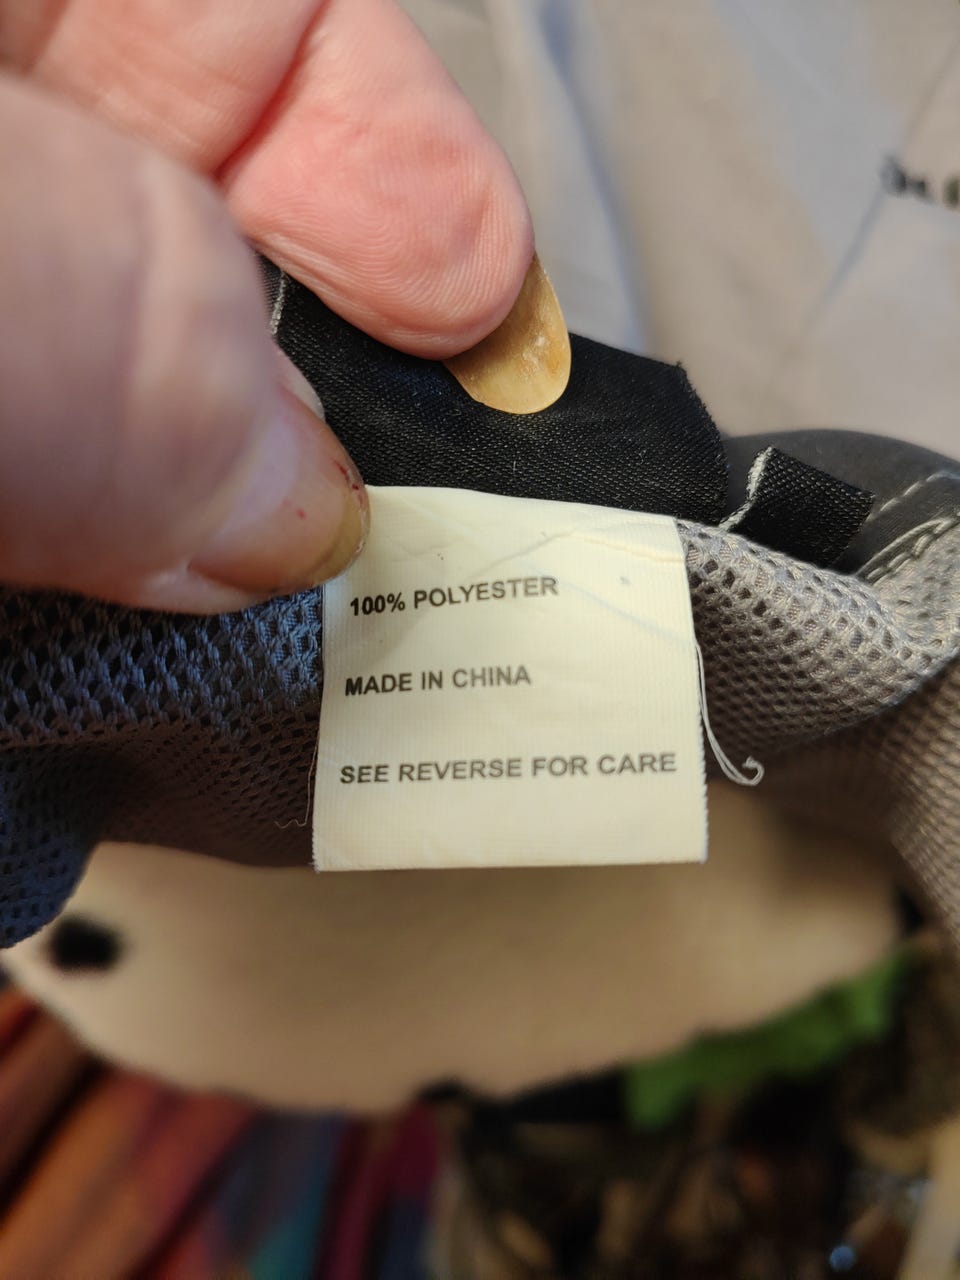 100% POLYESTER
MADE IN CHINA
SEE REVERSE FOR CARE